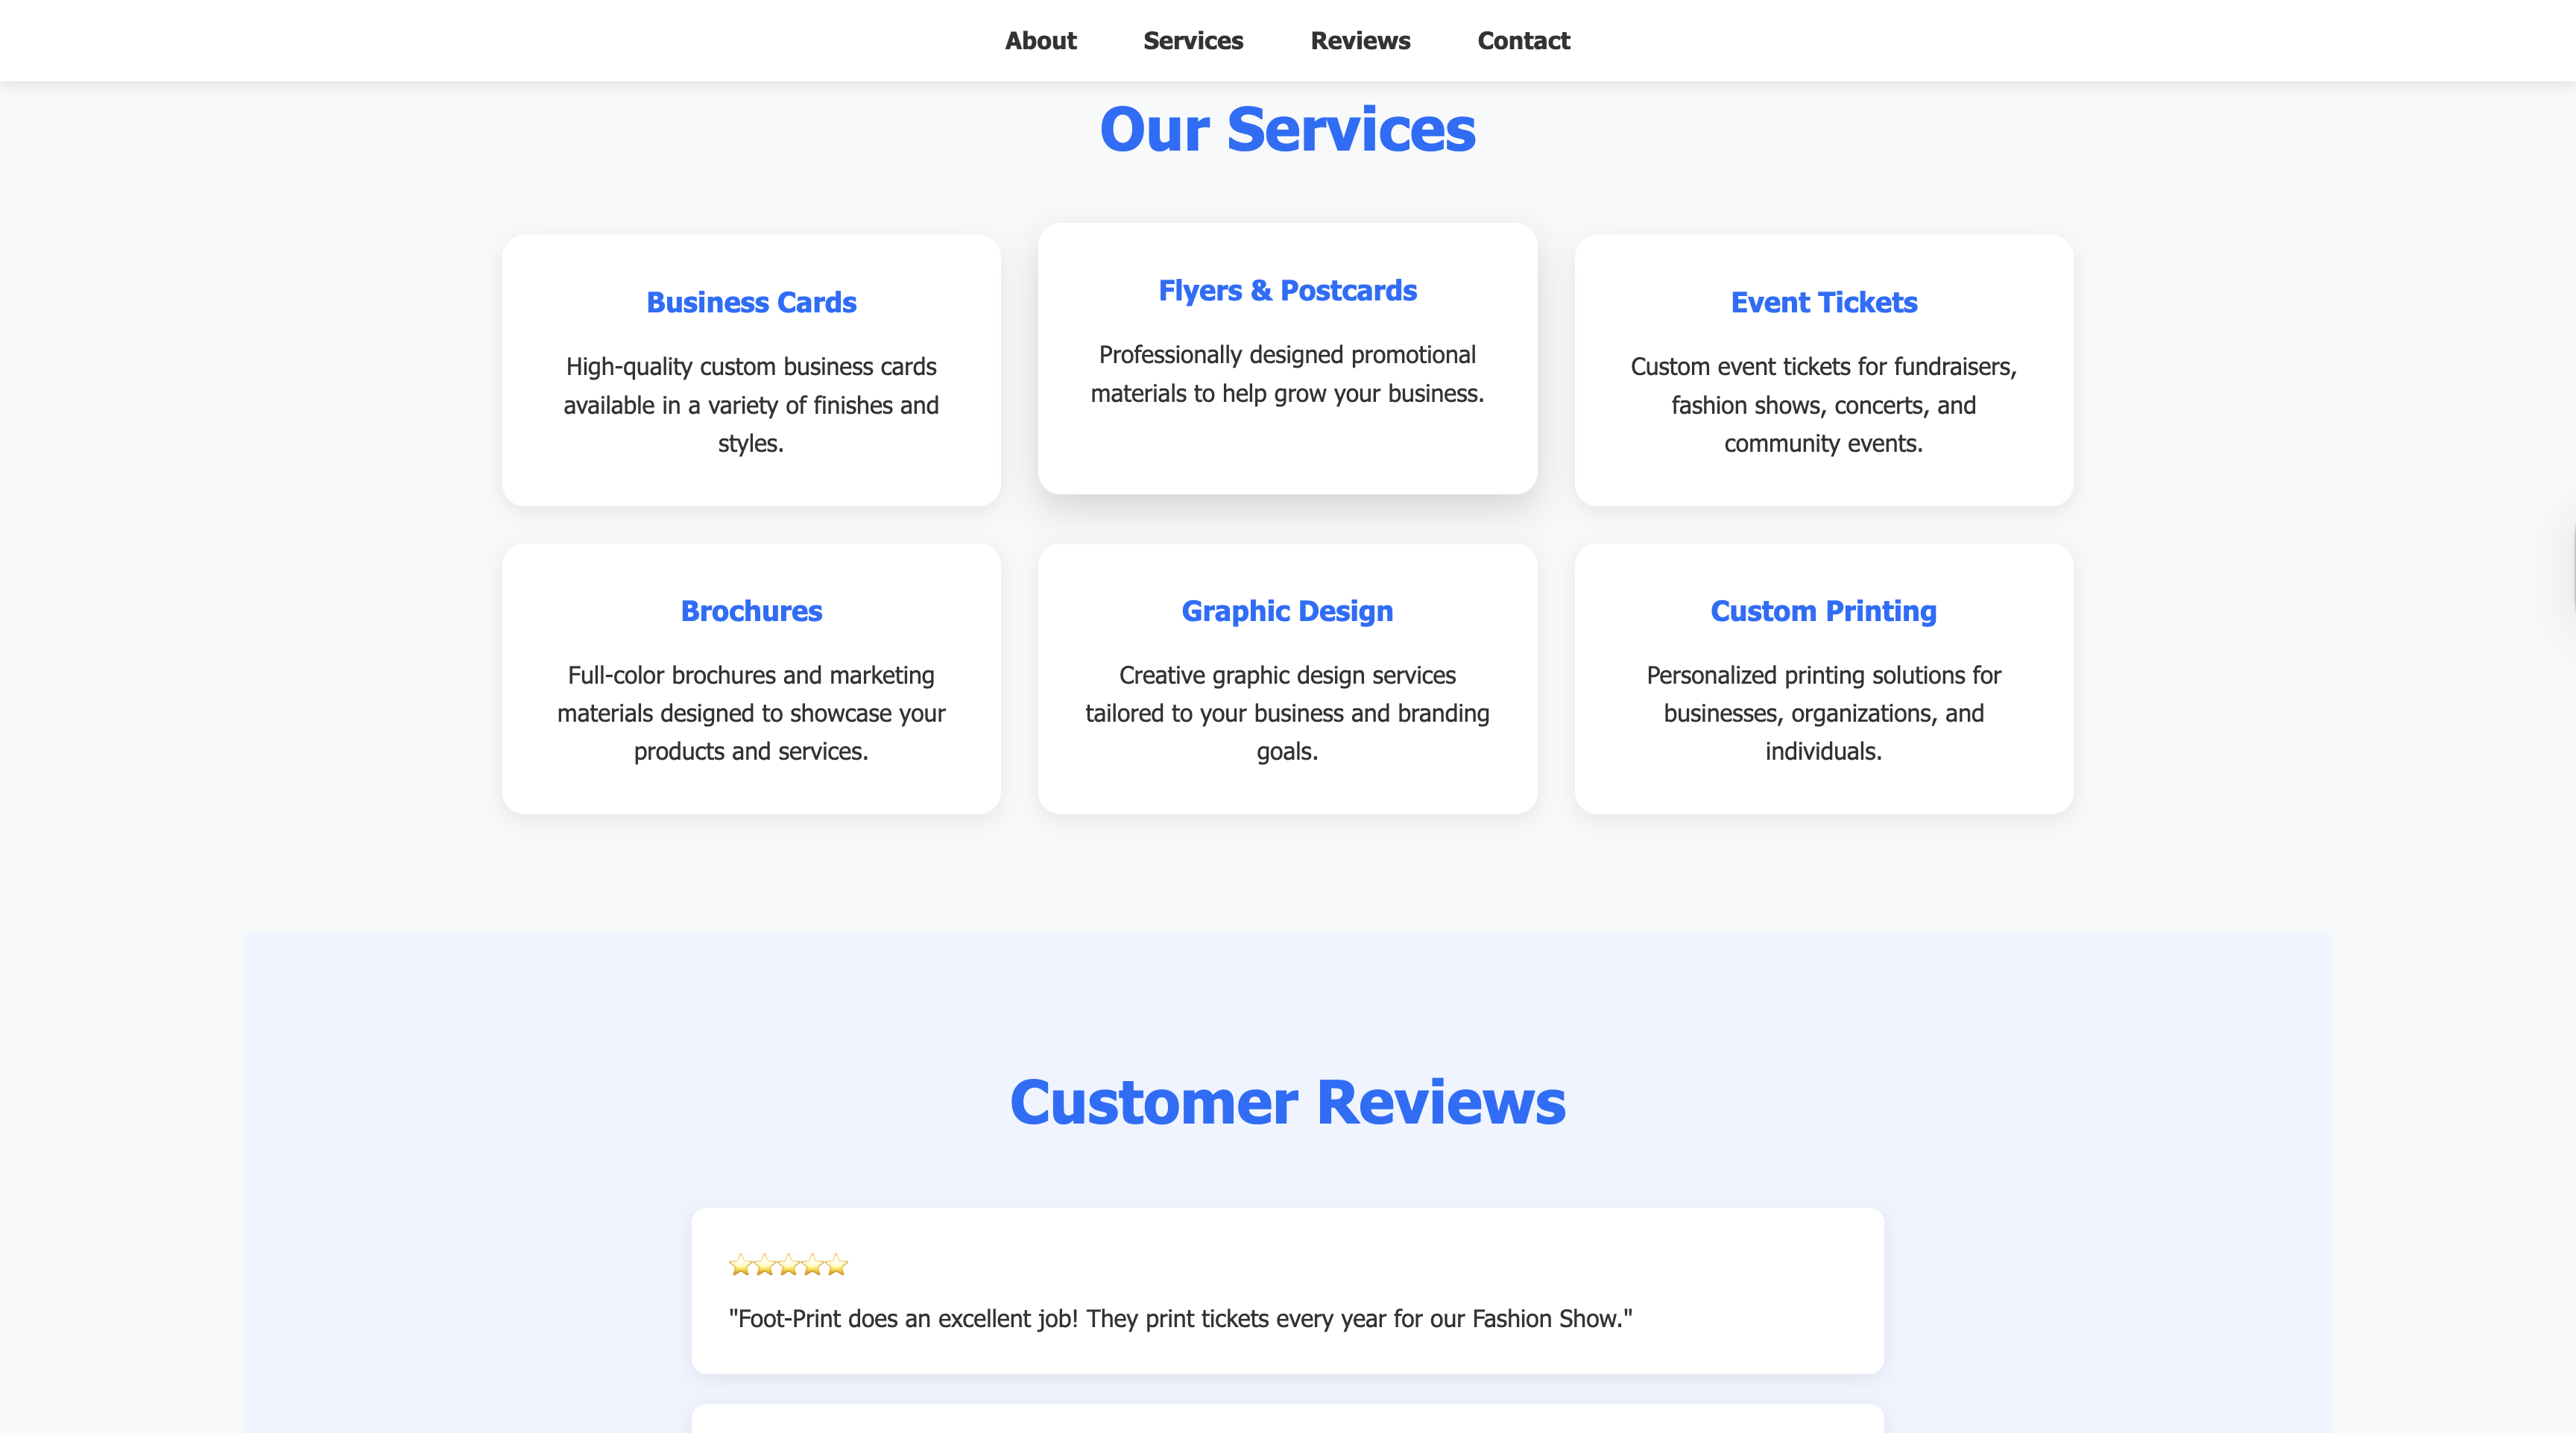 About Services Reviews Contact
Our Services
Business Cards
High-quality custom business cards
available in a variety of finishes and
styles.
Flyers & Postcards
Professionally designed promotional
materials to help grow your business.
Event Tickets
Custom event tickets for fundraisers,
fashion shows, concerts, and
community events.
Brochures
Full-color brochures and marketing
materials designed to showcase your
products and services.
Graphic Design
Creative graphic design services
tailored to your business and branding
goals.
Custom Printing
Personalized printing solutions for
businesses, organizations, and
individuals.
Customer Reviews
"Foot-Print does an excellent job! They print tickets every year for our Fashion Show."